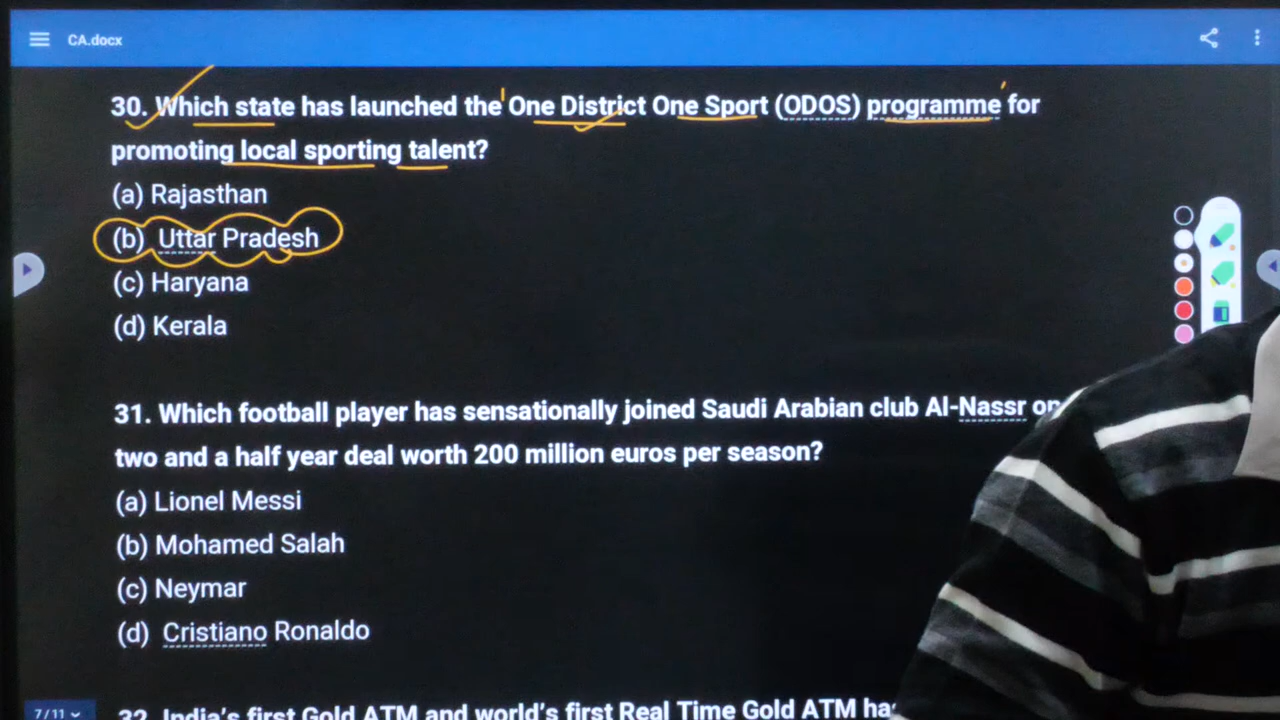 CA.docx
30. Which state has launched the One District One Sport (ODOS) programme for
promoting local sporting talent?
(a) Rajasthan
(b) Uttar Pradesh
(c) Haryana
(d) Kerala
31. Which football player has sensationally joined Saudi Arabian club Al-Nassr on
two and a half year deal worth 200 million euros per season?
(a) Lionel Messi
(b) Mohamed Salah
(c) Neymar
(d) Cristiano Ronaldo
7/11
32. India's first Gold ATM and world's first Real Time Gold ATM has